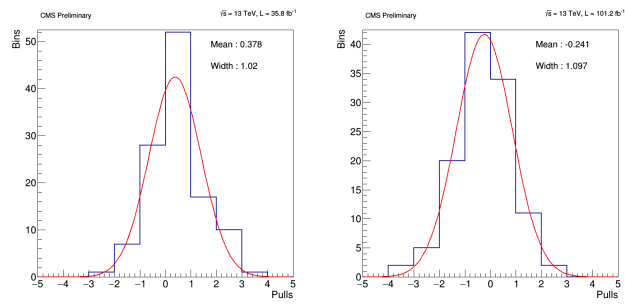 CMS Preliminary
√s = 13 TeV, L = 35.8 fb⁻¹
Bins
50
40
30
20
10
0
Mean : 0.378
Width : 1.02
−5 −4 −3 −2 −1 0 1 2 3 4 5
Pulls
CMS Preliminary
√s = 13 TeV, L = 101.2 fb⁻¹
Bins
40
35
30
25
20
15
10
5
0
Mean : -0.241
Width : 1.097
−5 −4 −3 −2 −1 0 1 2 3 4 5
Pulls